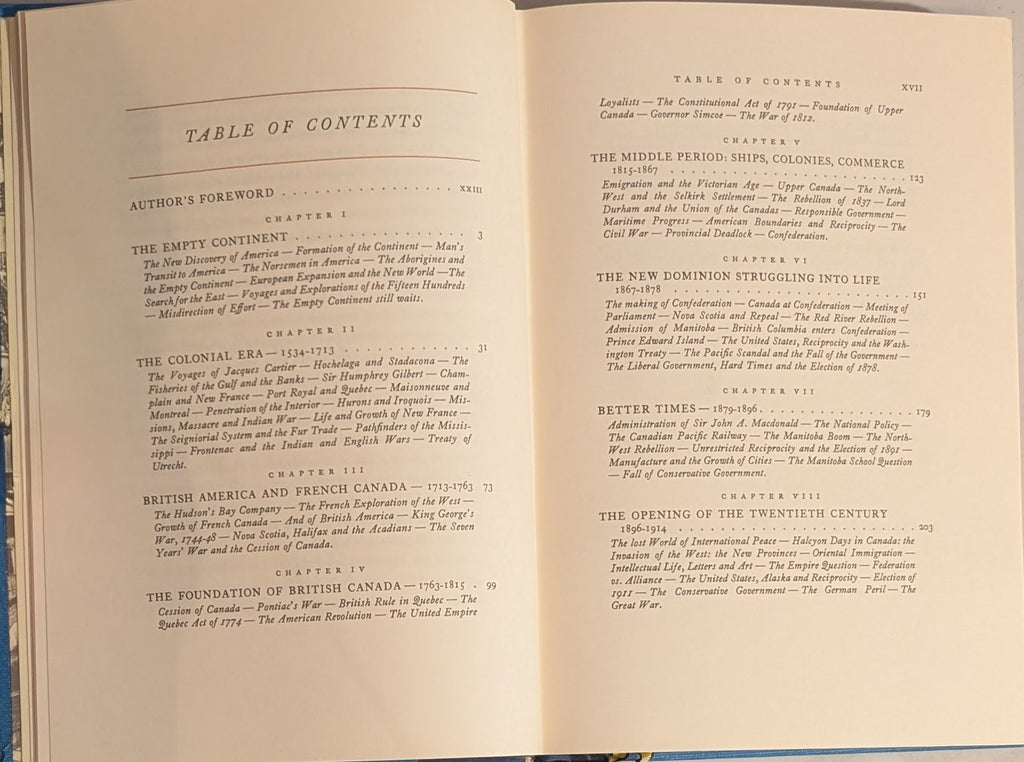 TABLE OF CONTENTS
AUTHOR'S FOREWORD . . . . . . . . . . . . . . . . . XXIII
CHAPTER I
THE EMPTY CONTINENT . . . . . . . . . . . . . . . . 3
The New Discovery of America — Formation of the Continent — Man's
Transit to America — The Norsemen in America — The Aborigines and
the Empty Continent — European Expansion and the New World — The
Search for the East — Voyages and Explorations of the Fifteen Hundreds
— Misdirection of Effort — The Empty Continent still waits.
CHAPTER II
THE COLONIAL ERA — 1534-1713 . . . . . . . . . . . . 31
The Voyages of Jacques Cartier — Hochelaga and Stadacona — The
Fisheries of the Gulf and the Banks — Sir Humphrey Gilbert — Cham-
plain and New France — Port Royal and Quebec — Maisonneuve and
Montreal — Penetration of the Interior — Hurons and Iroquois — Mis-
sions, Massacre and Indian War — Life and Growth of New France —
The Seigniorial System and the Fur Trade — Pathfinders of the Missis-
sippi — Frontenac and the Indian and English Wars — Treaty of
Utrecht.
CHAPTER III
BRITISH AMERICA AND FRENCH CANADA — 1713-1763 73
The Hudson's Bay Company — The French Exploration of the West —
Growth of French Canada — And of British America — King George's
War, 1744-48 — Nova Scotia, Halifax and the Acadians — The Seven
Years' War and the Cession of Canada.
CHAPTER IV
THE FOUNDATION OF BRITISH CANADA — 1763-1815 . 99
Cession of Canada — Pontiac's War — British Rule in Quebec — The
Quebec Act of 1774 — The American Revolution — The United Empire
TABLE OF CONTENTS XVII
Loyalists — The Constitutional Act of 1791 — Foundation of Upper
Canada — Governor Simcoe — The War of 1812.
CHAPTER V
THE MIDDLE PERIOD: SHIPS, COLONIES, COMMERCE
1815-1867 . . . . . . . . . . . . . . . . . . . . 123
Emigration and the Victorian Age — Upper Canada — The North-
West and the Selkirk Settlement — The Rebellion of 1837 — Lord
Durham and the Union of the Canadas — Responsible Government —
Maritime Progress — American Boundaries and Reciprocity — The
Civil War — Provincial Deadlock — Confederation.
CHAPTER VI
THE NEW DOMINION STRUGGLING INTO LIFE
1867-1878 . . . . . . . . . . . . . . . . . . . . 151
The making of Confederation — Canada at Confederation — Meeting of
Parliament — Nova Scotia and Repeal — The Red River Rebellion —
Admission of Manitoba — British Columbia enters Confederation —
Prince Edward Island — The United States, Reciprocity and the Wash-
ington Treaty — The Pacific Scandal and the Fall of the Government —
The Liberal Government, Hard Times and the Election of 1878.
CHAPTER VII
BETTER TIMES — 1879-1896 . . . . . . . . . . . . . . 179
Administration of Sir John A. Macdonald — The National Policy —
The Canadian Pacific Railway — The Manitoba Boom — The North-
West Rebellion — Unrestricted Reciprocity and the Election of 1891 —
Manufacture and the Growth of Cities — The Manitoba School Question
— Fall of Conservative Government.
CHAPTER VIII
THE OPENING OF THE TWENTIETH CENTURY
1896-1914 . . . . . . . . . . . . . . . . . . . . 203
The lost World of International Peace — Halcyon Days in Canada: the
Invasion of the West: the New Provinces — Oriental Immigration —
Intellectual Life, Letters and Art — The Empire Question — Federation
vs. Alliance — The United States, Alaska and Reciprocity — Election of
1911 — The Conservative Government — The German Peril — The
Great War.